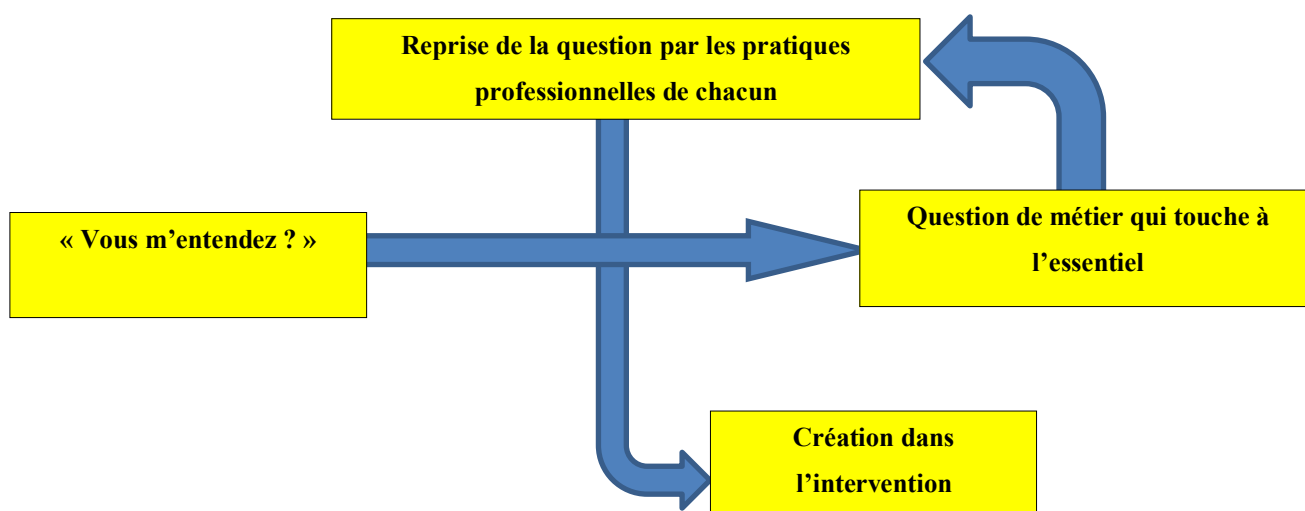 Reprise de la question par les pratiques
professionnelles de chacun
« Vous m’entendez ? »
Question de métier qui touche à
l’essentiel
Création dans
l’intervention